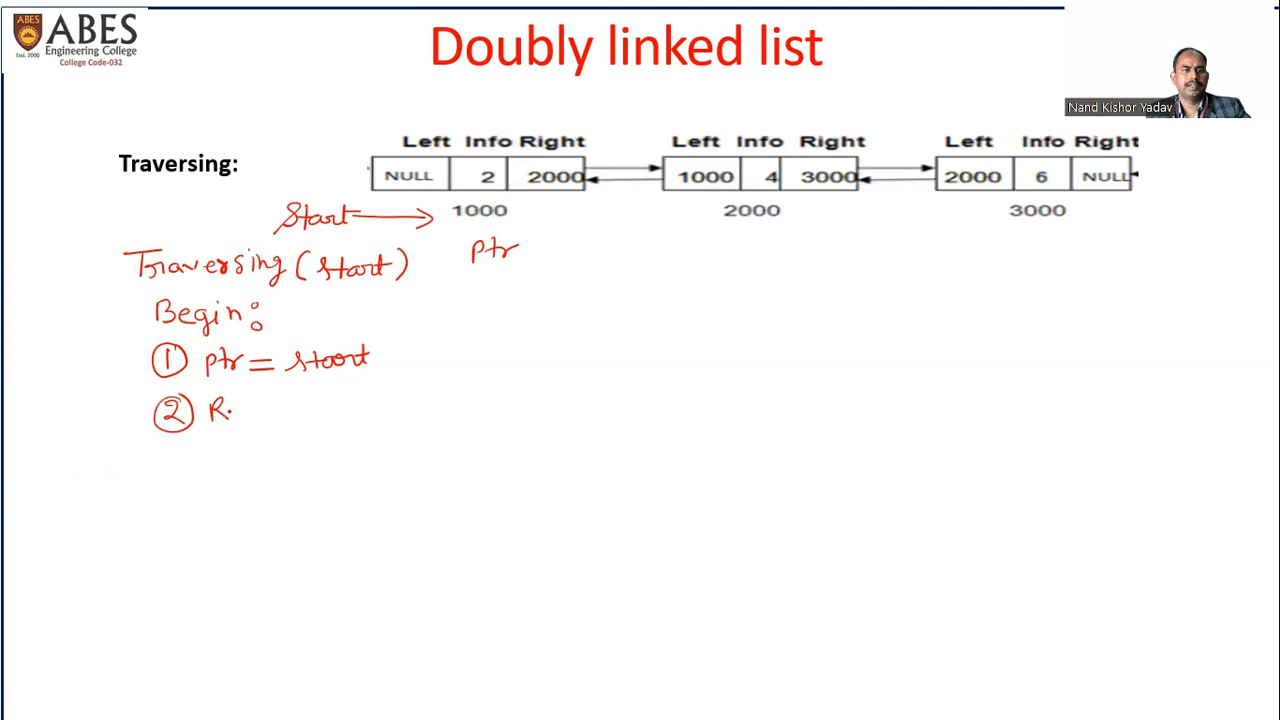 ABES
ABES
Engineering College
Estd. 2000
College Code-032
Doubly linked list
Nand Kishor Yadav
Traversing:
Left Info Right Left Info Right Left Info Right
NULL 2 2000 1000 4 3000 2000 6 NULL
Start 1000 2000 3000
Ptr
Traversing (start)
Begin:
① ptr = start
② R